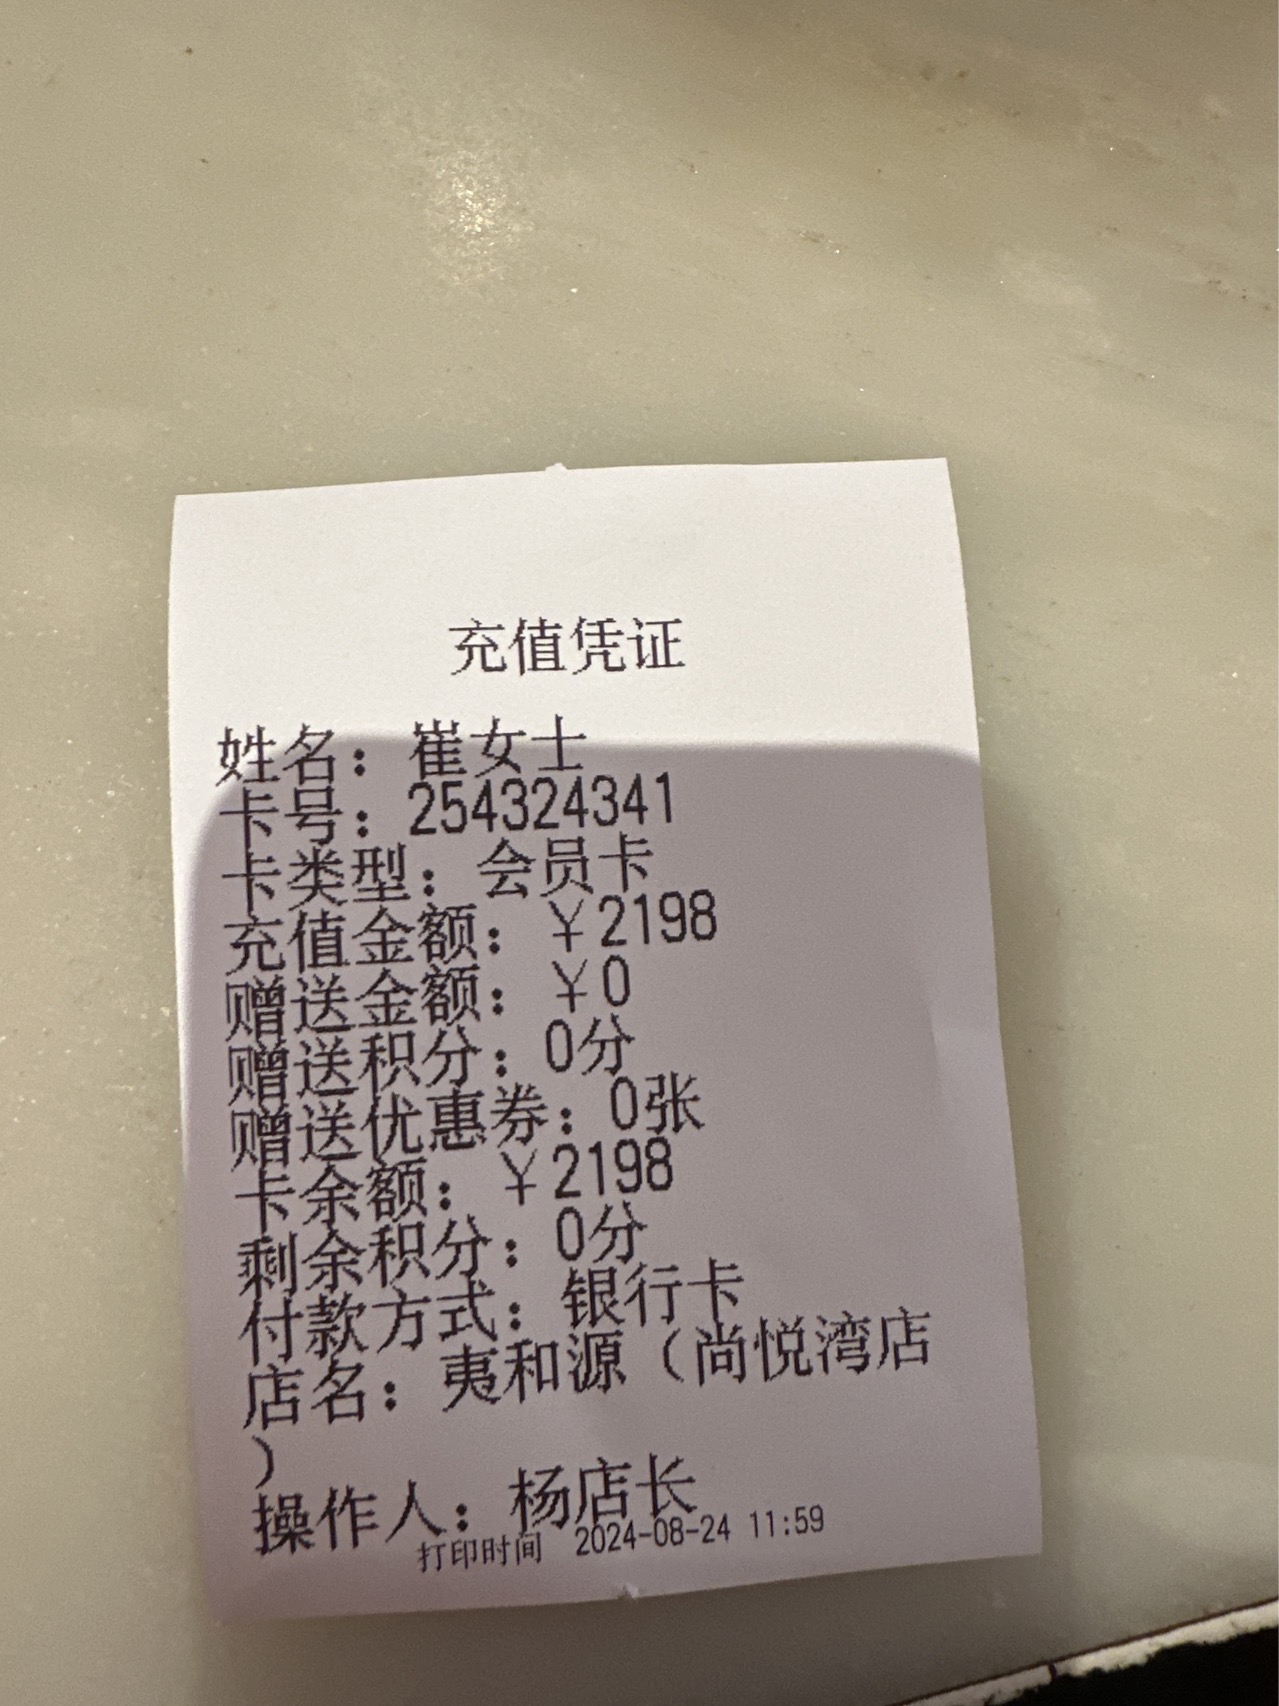 充值凭证
姓名：崔女士
卡号：254324341
卡类型：会员卡
充值金额：￥2198
赠送金额：￥0
赠送积分：0分
赠送优惠券：0张
卡余额：￥2198
剩余积分：0分
付款方式：银行卡
店名：夷和源（尚悦湾店
）
操作人：杨店长
打印时间 2024-08-24 11:59